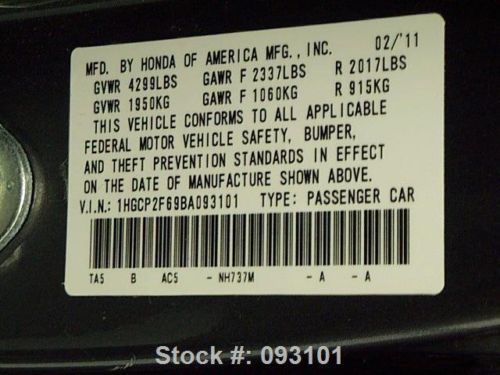 MFD. BY HONDA OF AMERICA MFG., INC. 02/'11
GVWR 4299LBS GAWR F 2337LBS R 2017LBS
GVWR 1950KG GAWR F 1060KG R 915KG
THIS VEHICLE CONFORMS TO ALL APPLICABLE
FEDERAL MOTOR VEHICLE SAFETY, BUMPER,
AND THEFT PREVENTION STANDARDS IN EFFECT
ON THE DATE OF MANUFACTURE SHOWN ABOVE.
V.I.N.: 1HGCP2F69BA093101 TYPE: PASSENGER CAR
TA5 B AC5 - NH737M - A - A
Stock #: 093101